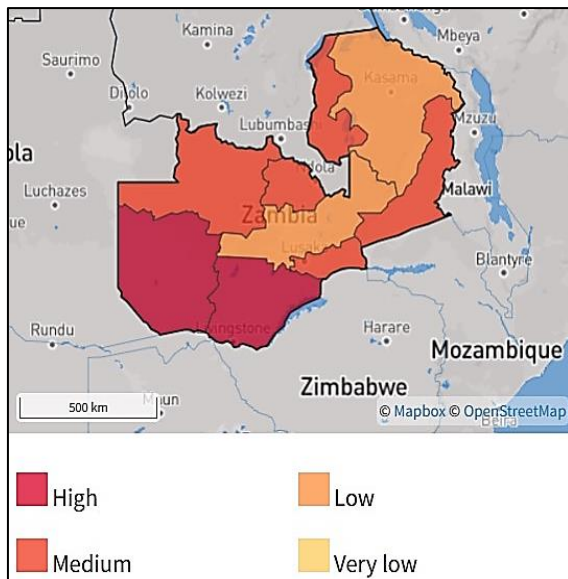 Kamina
Mbeya
Saurimo
Kasama
Dilolo
Kolwezi
Mzuzu
Lubumbashi
Ndola
ola
Malawi
Luchazes
Zambia
ue
Lusaka
Blantyre
Livingstone
Rundu
Harare
Mozambique
Zimbabwe
500 km
Maun
© Mapbox © OpenStreetMap
Beira
High
Low
Medium
Very low